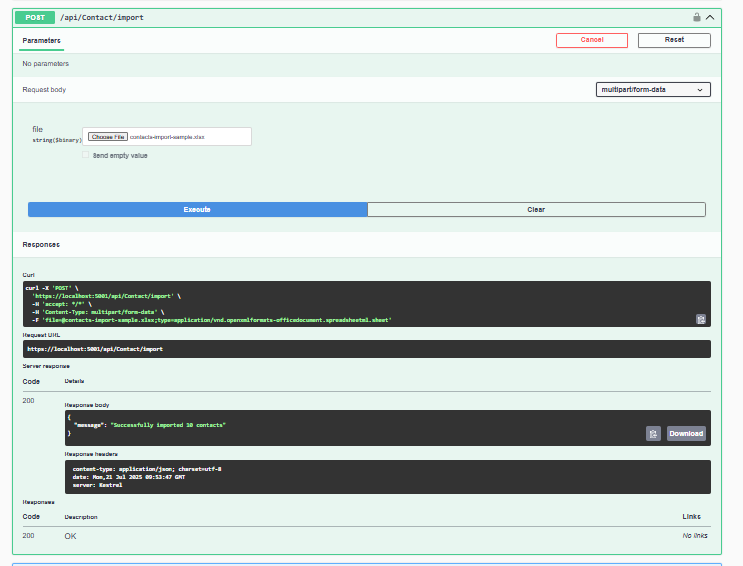 POST /api/Contact/import
Parameters Cancel Reset
No parameters
Request body multipart/form-data
file
string($binary) Choose File contacts-import-sample.xlsx
Send empty value
Execute Clear
Responses
Curl
curl -X 'POST' \
'https://localhost:5001/api/Contact/import' \
-H 'accept: */*' \
-H 'Content-Type: multipart/form-data' \
-F 'file=@contacts-import-sample.xlsx;type=application/vnd.openxmlformats-officedocument.spreadsheetml.sheet'
Request URL
https://localhost:5001/api/Contact/import
Server response
Code Details
200
Response body
{
"message": "Successfully imported 10 contacts"
}
Download
Response headers
content-type: application/json; charset=utf-8
date: Mon,21 Jul 2025 09:53:47 GMT
server: Kestrel
Responses
Code Description Links
200 OK No links